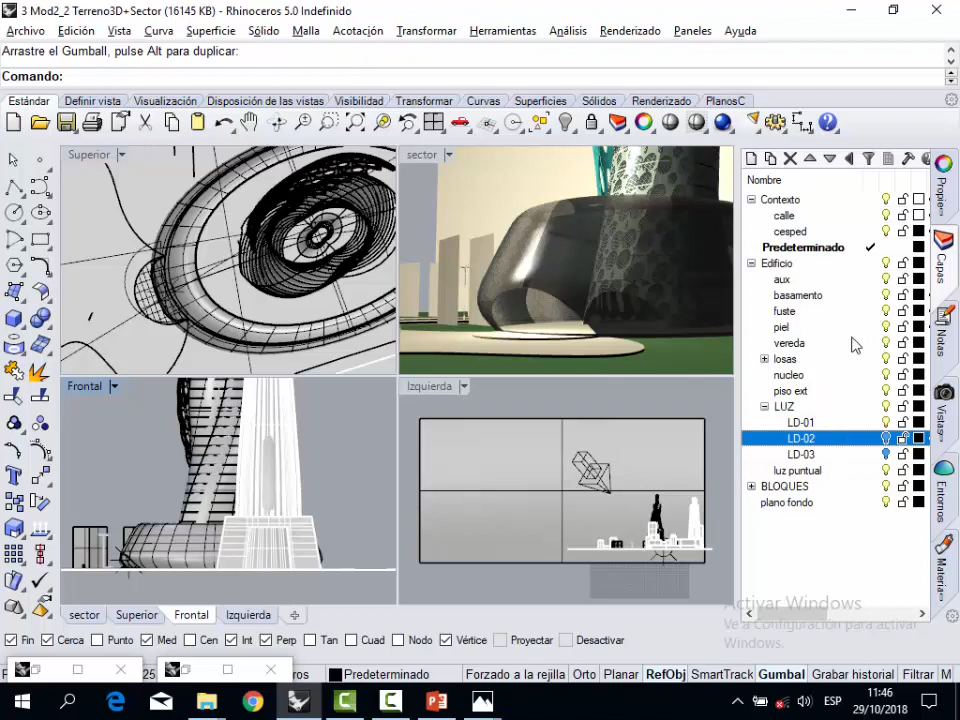 3 Mod2_2 Terreno3D+Sector (16145 KB) - Rhinoceros 5.0 Indefinido
Archivo Edición Vista Curva Superficie Sólido Malla Acotación Transformar Herramientas Análisis Renderizado Paneles Ayuda
Arrastre el Gumball, pulse Alt para duplicar:
Comando:
Estándar Definir vista Visualización Disposición de las vistas Visibilidad Transformar Curvas Superficies Sólidos Renderizado PlanosC
Superior
sector
Nombre
Contexto
calle
cesped
Predeterminado
Edificio
aux
basamento
fuste
piel
vereda
losas
nucleo
piso ext
LUZ
LD-01
LD-02
LD-03
luz puntual
BLOQUES
plano fondo
Propie
Capas
Notas
Vistas
Entornos
Materia
Frontal
Izquierda
Activar Windows
Ve a Configuración para activar
Windows.
sector Superior Frontal Izquierda
Fin Cerca Punto Med Cen Int Perp Tan Cuad Nodo Vértice Proyectar Desactivar
25 ros Predeterminado Forzado a la rejilla Orto Planar RefObj SmartTrack Gumbal Grabar historial Filtrar M
ESP
11:46
29/10/2018